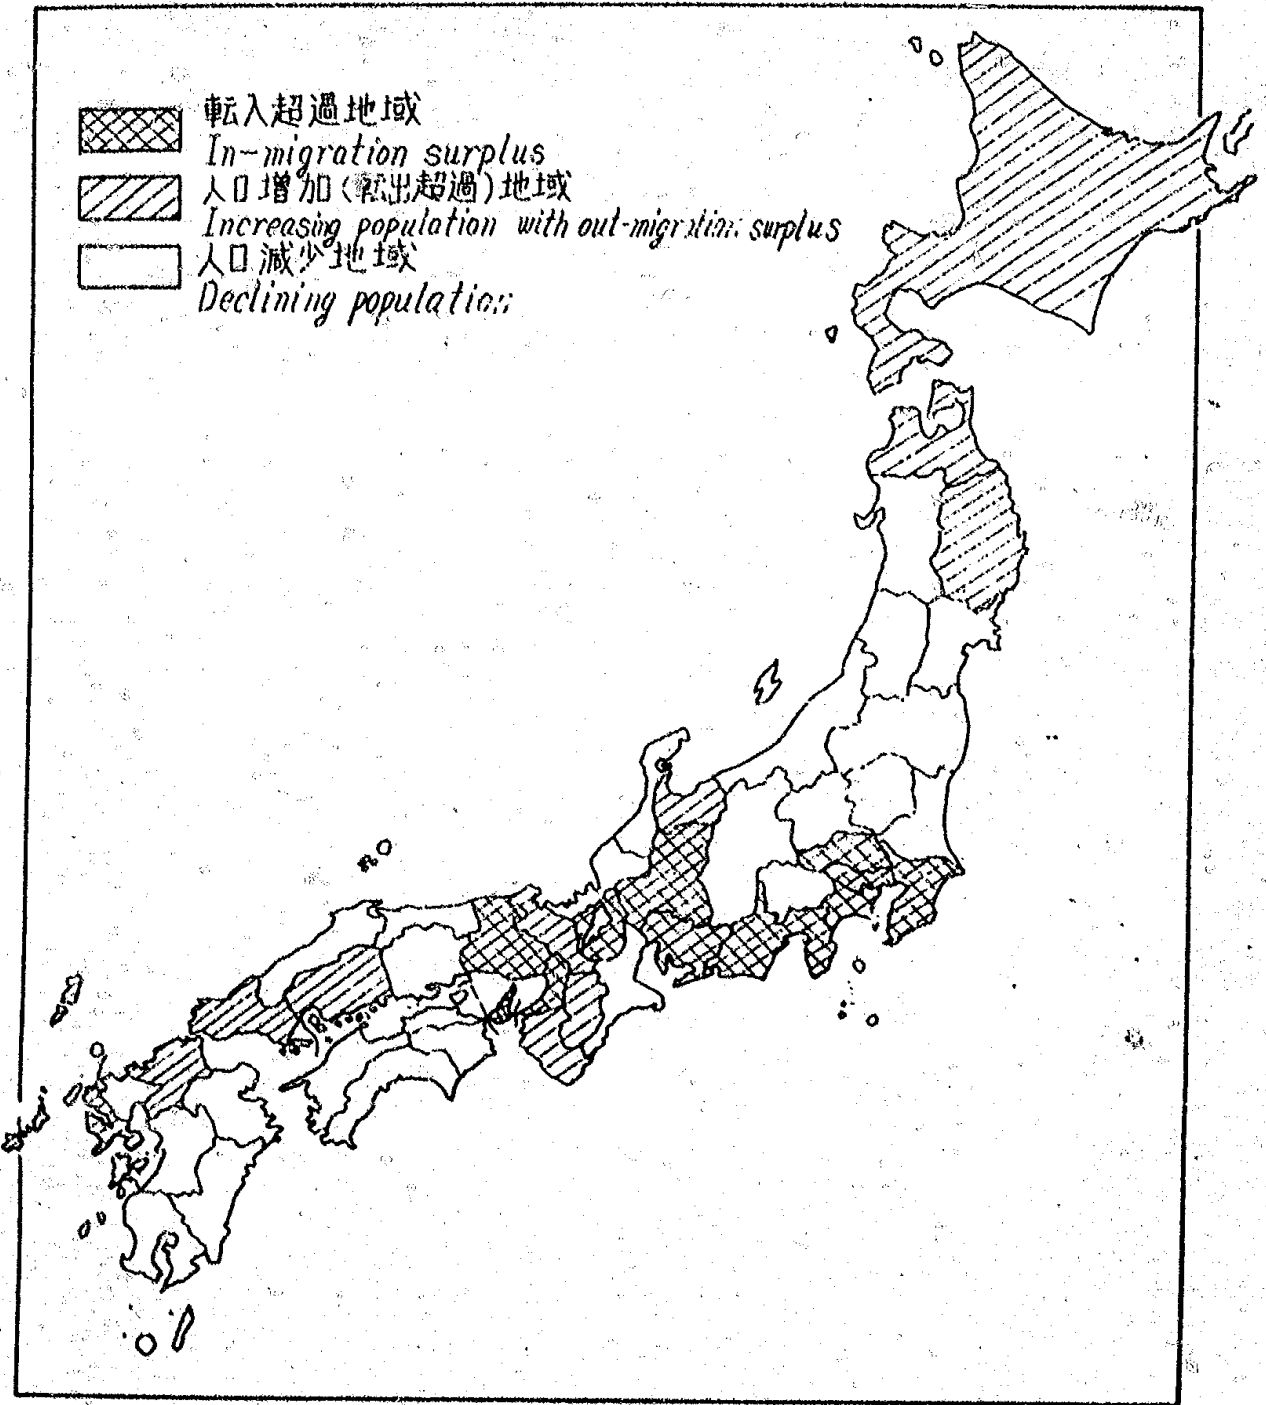 転入超過地域
In-migration surplus
人口増加(転出超過)地域
Increasing population with out-migration surplus
人口減少地域
Declining population